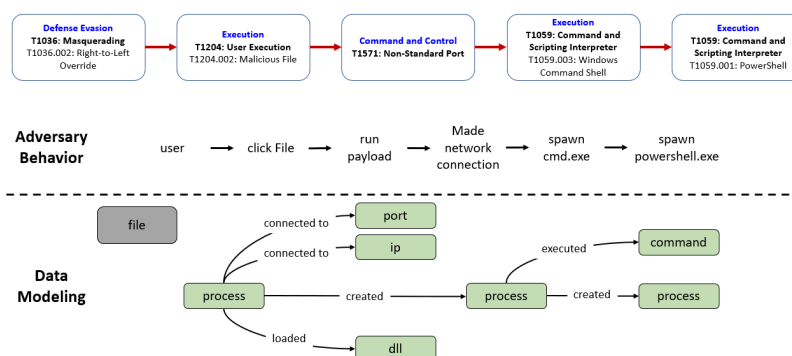 Defense Evasion
T1036: Masquerading
T1036.002: Right-to-Left
Override
Execution
T1204: User Execution
T1204.002: Malicious File
Command and Control
T1571: Non-Standard Port
Execution
T1059: Command and
Scripting Interpreter
T1059.003: Windows
Command Shell
Execution
T1059: Command and
Scripting Interpreter
T1059.001: PowerShell
Adversary
Behavior
user
click File
run
payload
Made
network
connection
spawn
cmd.exe
spawn
powershell.exe
Data
Modeling
file
connected to
port
connected to
ip
executed
command
process
created
process
created
process
loaded
dll